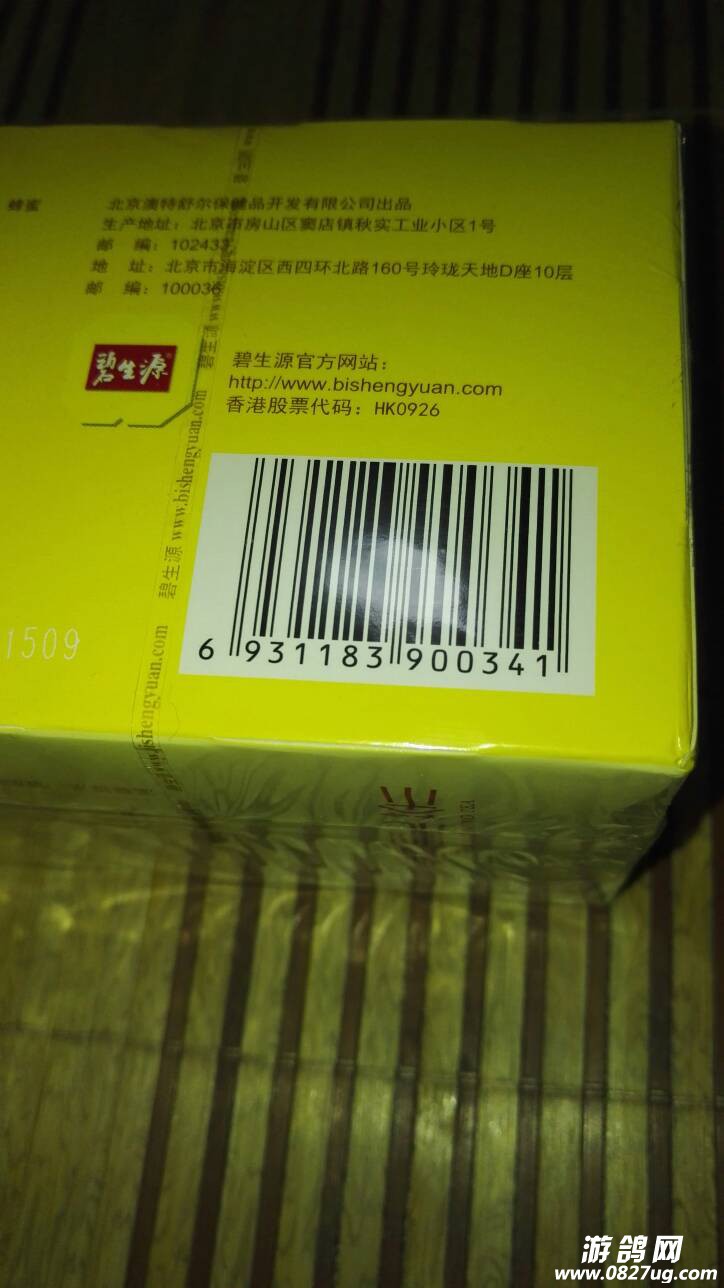 蜂蜜
北京澳特舒尔保健品开发有限公司出品
生产地址：北京市房山区窦店镇秋实工业小区1号
邮 编：102433
地 址：北京市海淀区西四环北路160号玲珑天地D座10层
邮 编：100036
碧生源
碧生源官方网站：
http://www.bishengyuan.com
香港股票代码：HK0926
碧生源 www.bishengyuan.com
6 931183 900341
1509
游鸽网
www.0827ug.com